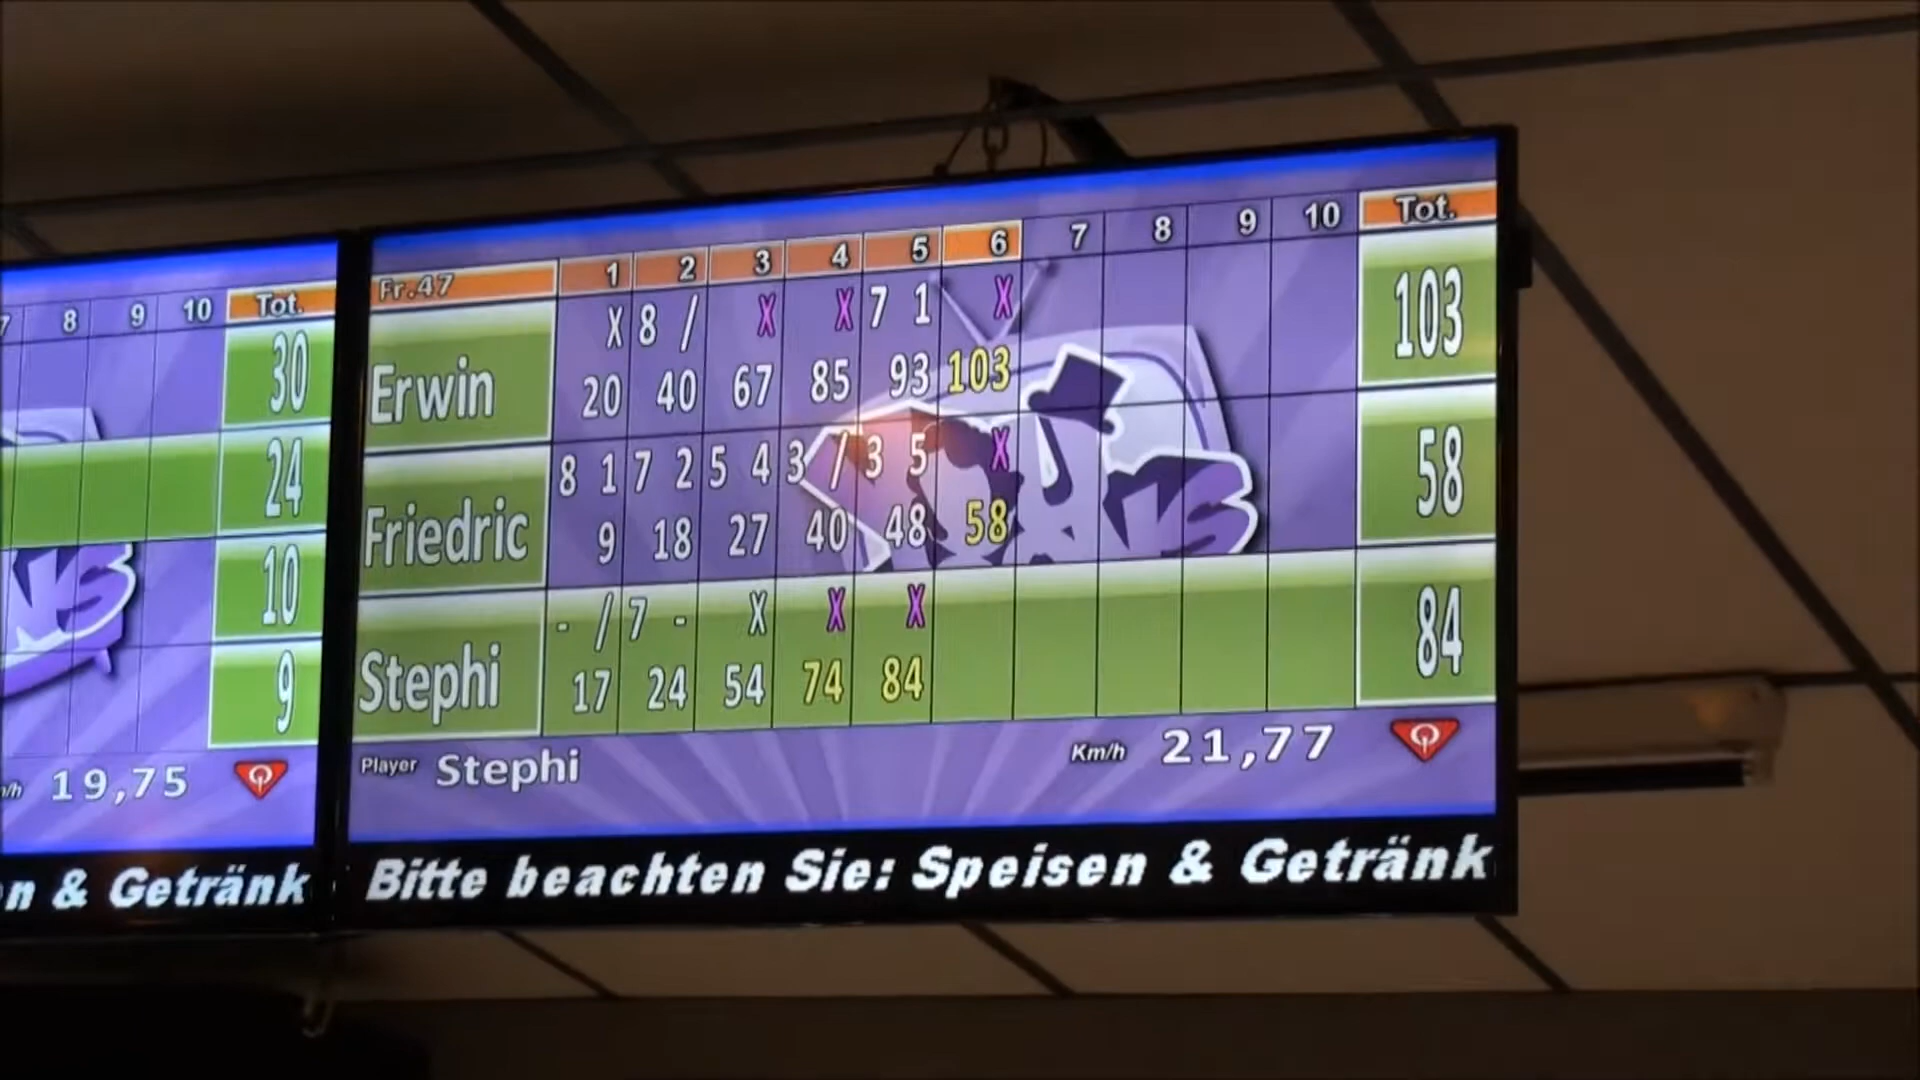 7 8 9 10 Tot.
30
24
10
9
19,75
n & Getränk
Fr.47 1 2 3 4 5 6 7 8 9 10 Tot.
X 8 / X X 7 1 X
Erwin 20 40 67 85 93 103 103
8 1 7 2 5 4 3 / 3 5 X
Friedric 9 18 27 40 48 58 58
- / 7 - X X X
Stephi 17 24 54 74 84 84
Player Stephi Km/h 21,77
Bitte beachten Sie: Speisen & Getränk